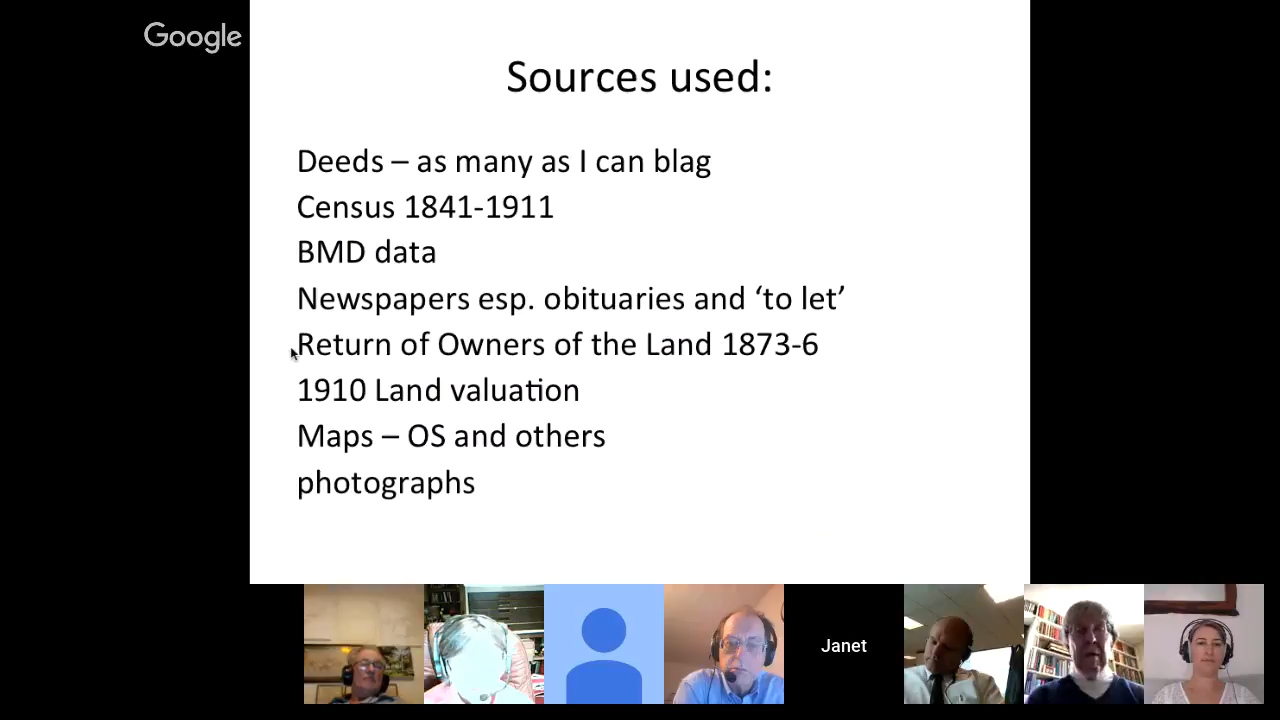 Google
Sources used:
Deeds – as many as I can blag
Census 1841-1911
BMD data
Newspapers esp. obituaries and ‘to let’
Return of Owners of the Land 1873-6
1910 Land valuation
Maps – OS and others
photographs
Janet